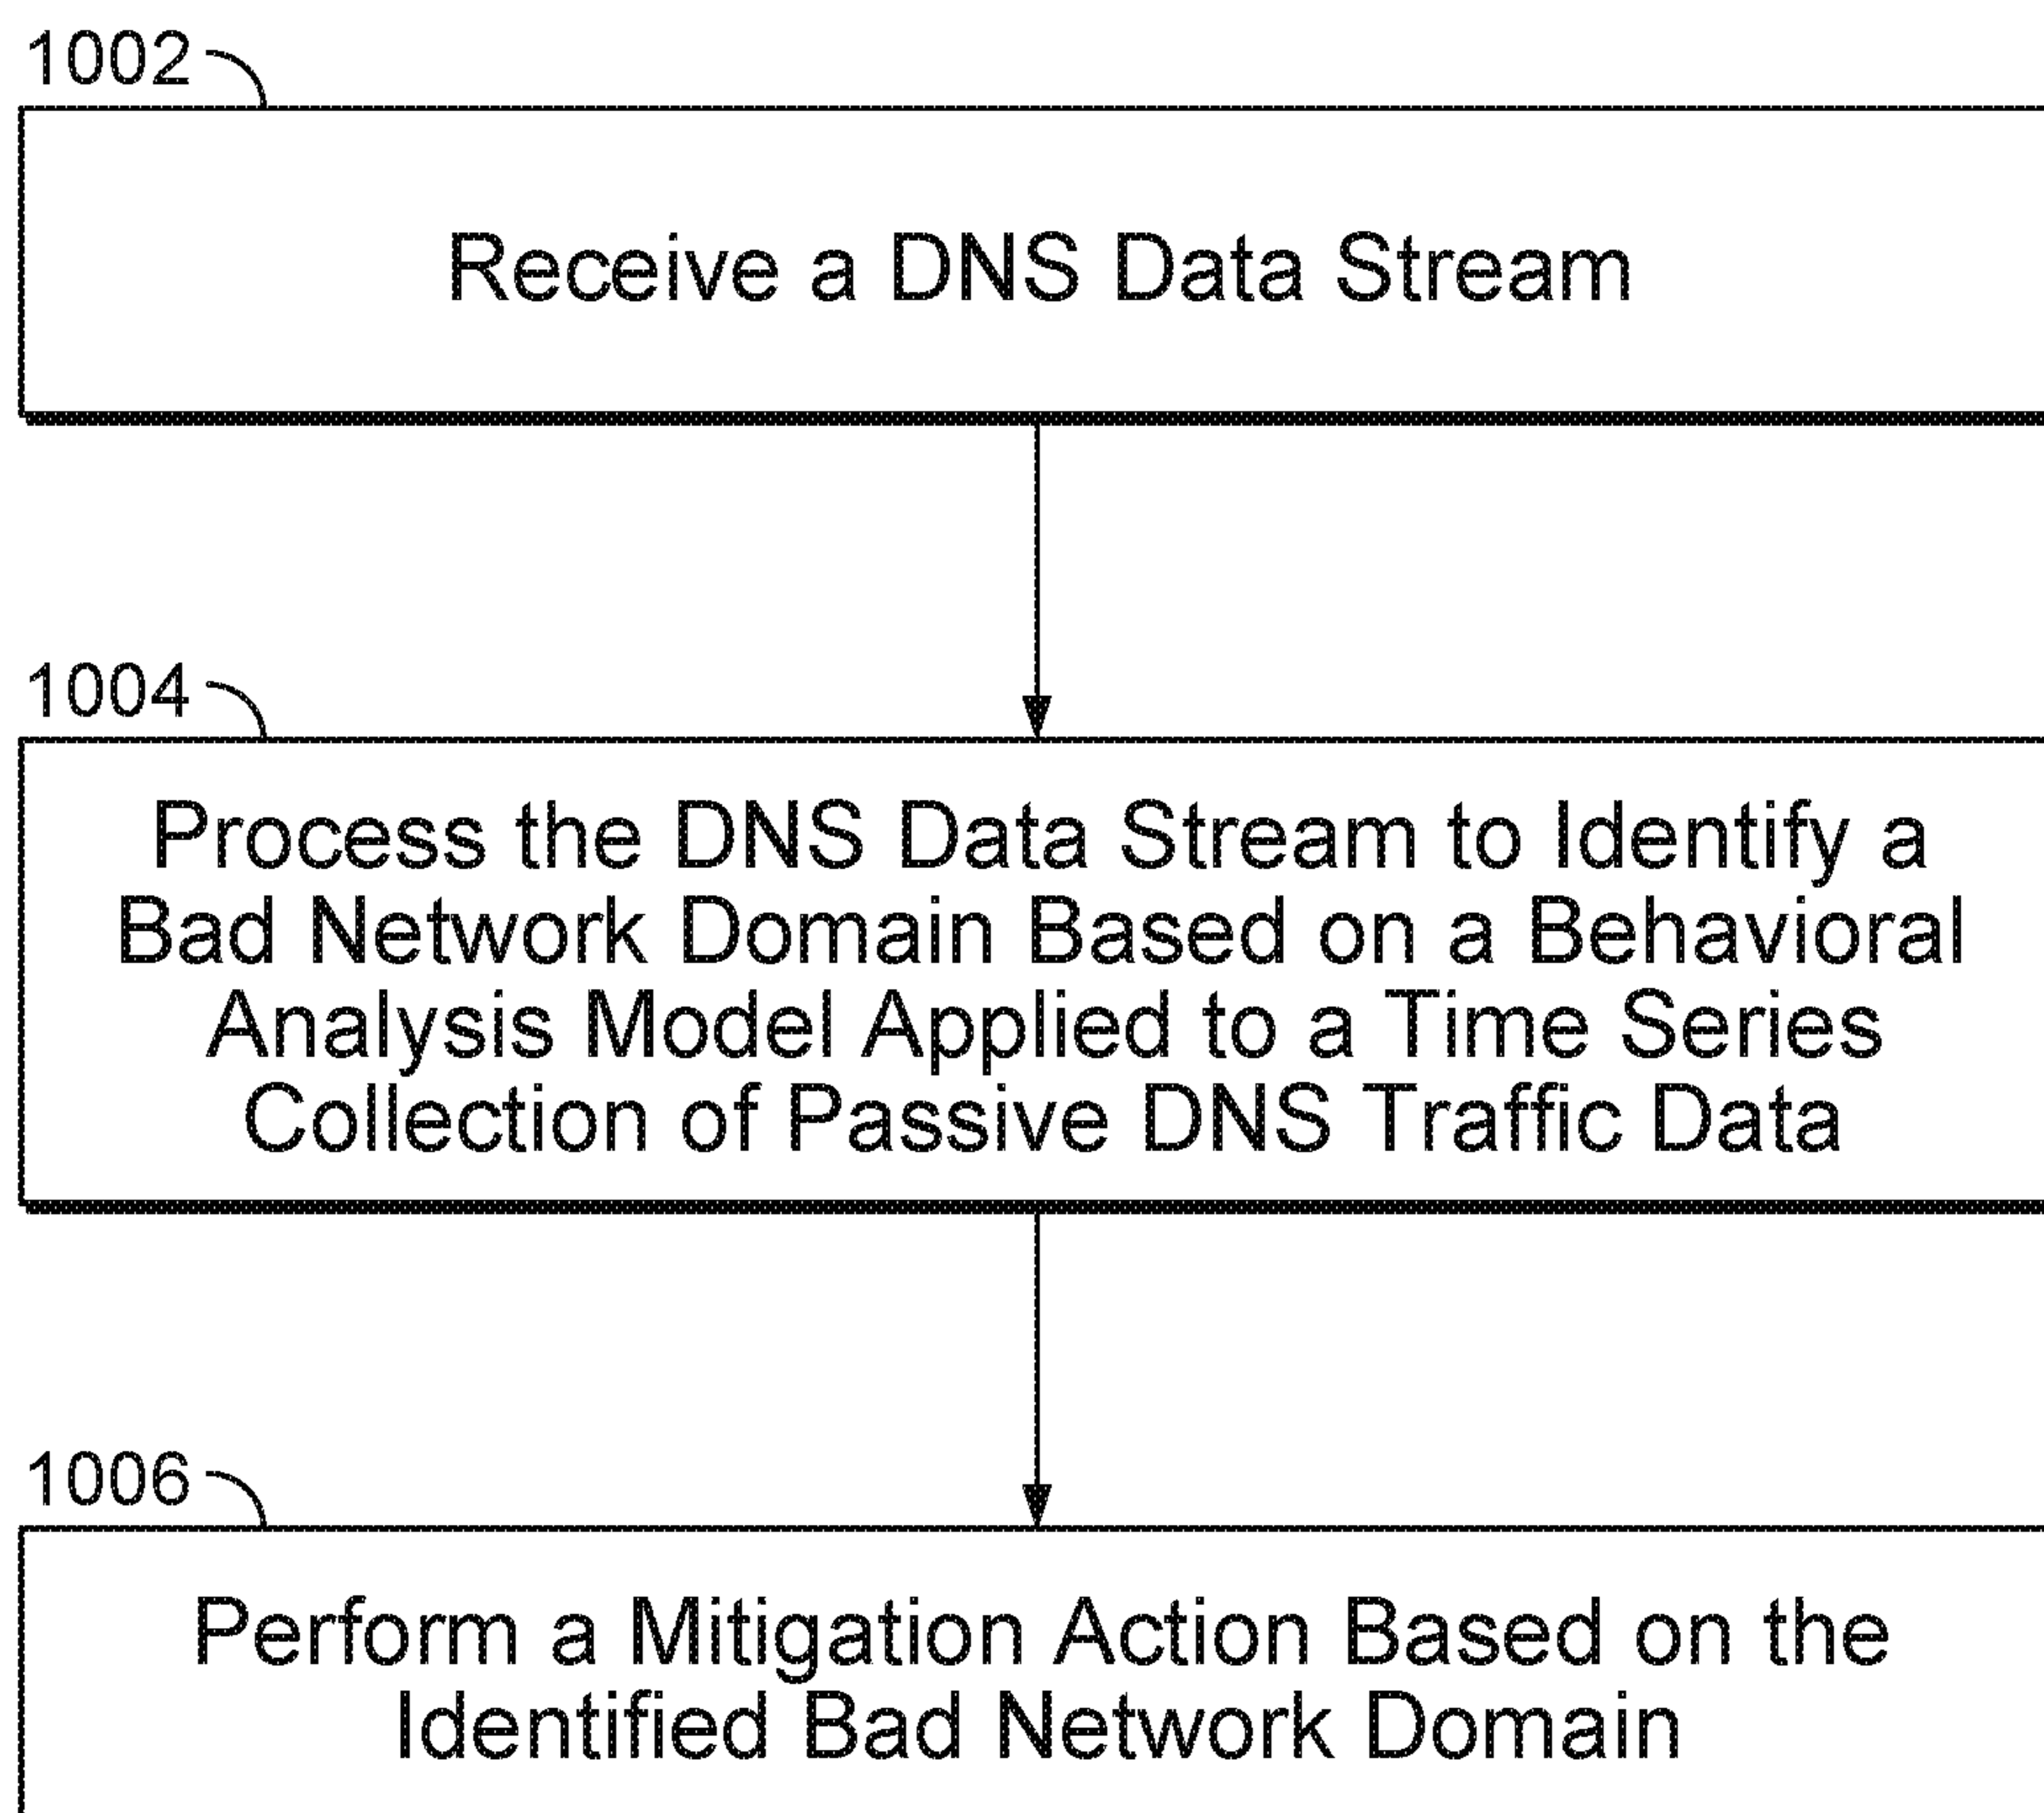 1002
Receive a DNS Data Stream
1004
Process the DNS Data Stream to Identify a
Bad Network Domain Based on a Behavioral
Analysis Model Applied to a Time Series
Collection of Passive DNS Traffic Data
1006
Perform a Mitigation Action Based on the
Identified Bad Network Domain